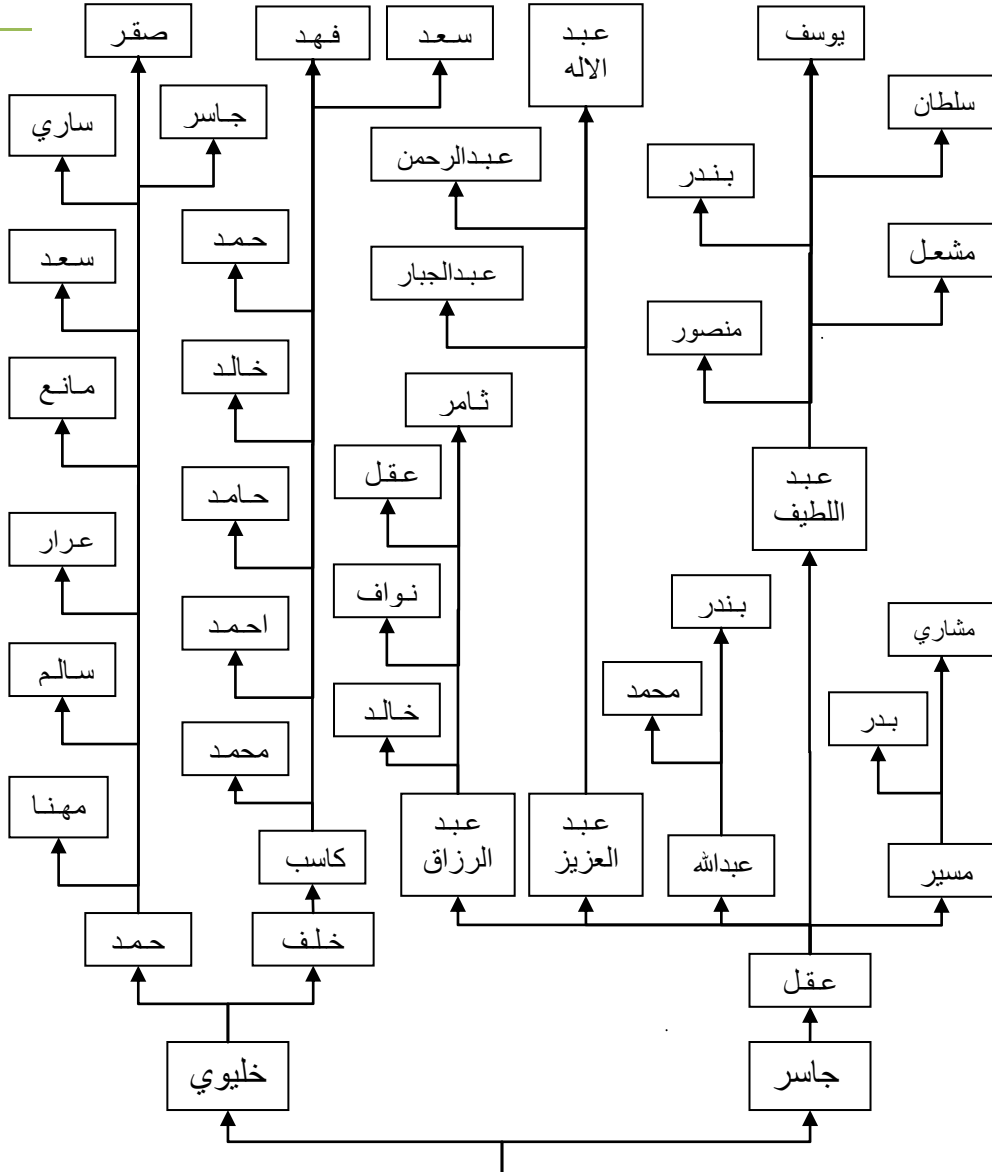 يوسف
عبد
الاله
سعد
فهد
صقر
سلطان
جاسر
ساري
بندر
عبدالرحمن
حمد
مشعل
عبدالجبار
سعد
منصور
خالد
مانع
ثامر
عقل
عبد
اللطيف
حامد
عرار
نواف
بندر
احمد
مشاري
سالم
محمد
خالد
بدر
محمد
مهنا
عبد
العزيز
عبد
الرزاق
كاسب
مسير
عبدالله
خلف
حمد
عقل
جاسر
خليوي